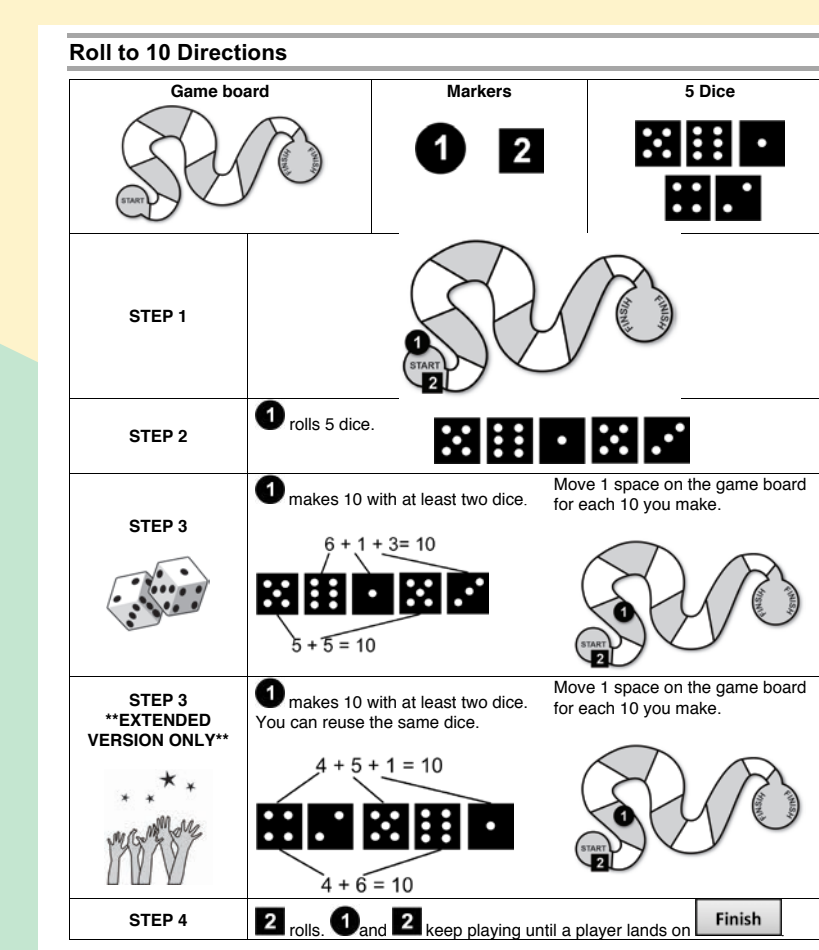 Roll to 10 Directions
Game board
Markers
5 Dice
START
FINSIH
FINISH
1
2
STEP 1
1
START
2
FINSIH
FINISH
STEP 2
1 rolls 5 dice.
STEP 3
1 makes 10 with at least two dice.
6 + 1 + 3= 10
5 + 5 = 10
Move 1 space on the game board
for each 10 you make.
1
START
2
FINSIH
FINISH
STEP 3
**EXTENDED
VERSION ONLY**
1 makes 10 with at least two dice.
You can reuse the same dice.
4 + 5 + 1 = 10
4 + 6 = 10
Move 1 space on the game board
for each 10 you make.
1
START
2
FINSIH
FINISH
STEP 4
2 rolls. 1 and 2 keep playing until a player lands on Finish